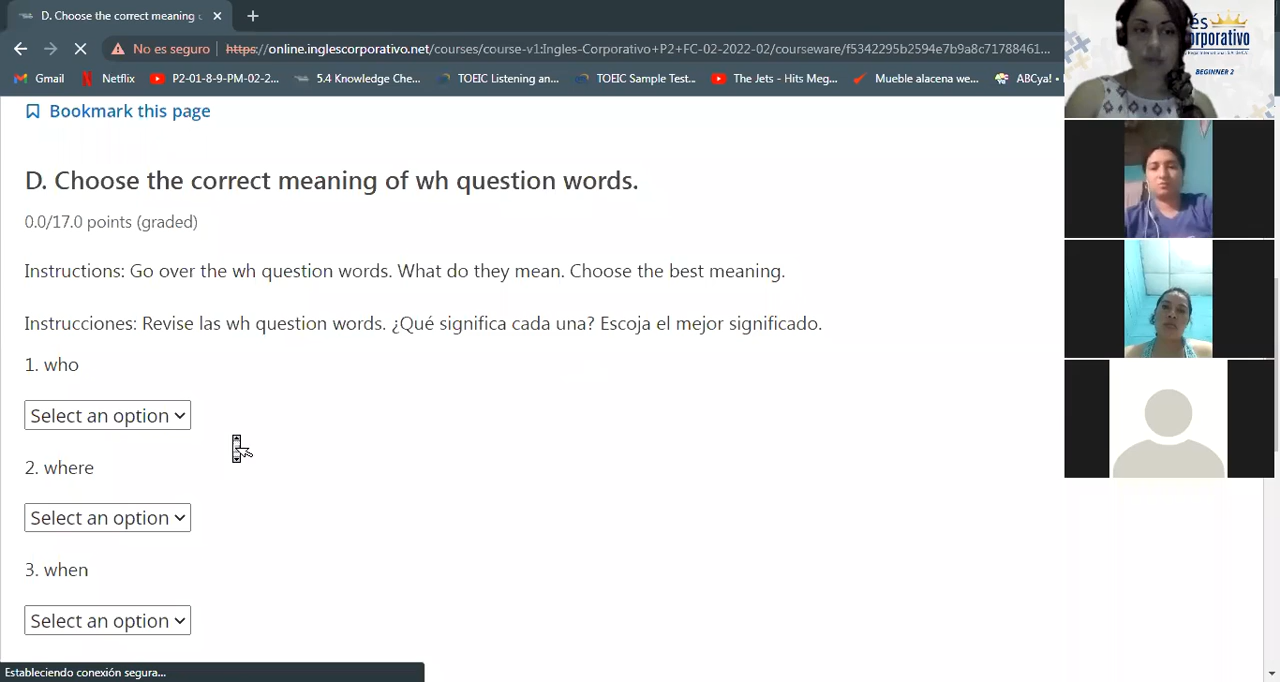 D. Choose the correct meaning o
No es seguro
https://online.inglescorporativo.net/courses/course-v1:Ingles-Corporativo+P2+FC-02-2022-02/courseware/f5342295b2594e7b9a8c71788461...
Gmail
Netflix
P2-01-8-9-PM-02-2...
5.4 Knowledge Che...
TOEIC Listening an...
TOEIC Sample Test...
The Jets - Hits Meg...
Mueble alacena we...
ABCya! •
BEGINNER 2
Bookmark this page
D. Choose the correct meaning of wh question words.
0.0/17.0 points (graded)
Instructions: Go over the wh question words. What do they mean. Choose the best meaning.
Instrucciones: Revise las wh question words. ¿Qué significa cada una? Escoja el mejor significado.
1. who
Select an option
2. where
Select an option
3. when
Select an option
Estableciendo conexión segura...